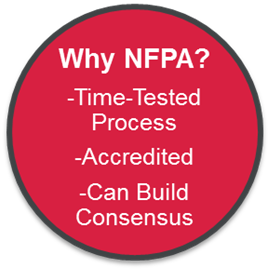 Why NFPA?
-Time-Tested
Process
-Accredited
-Can Build
Consensus